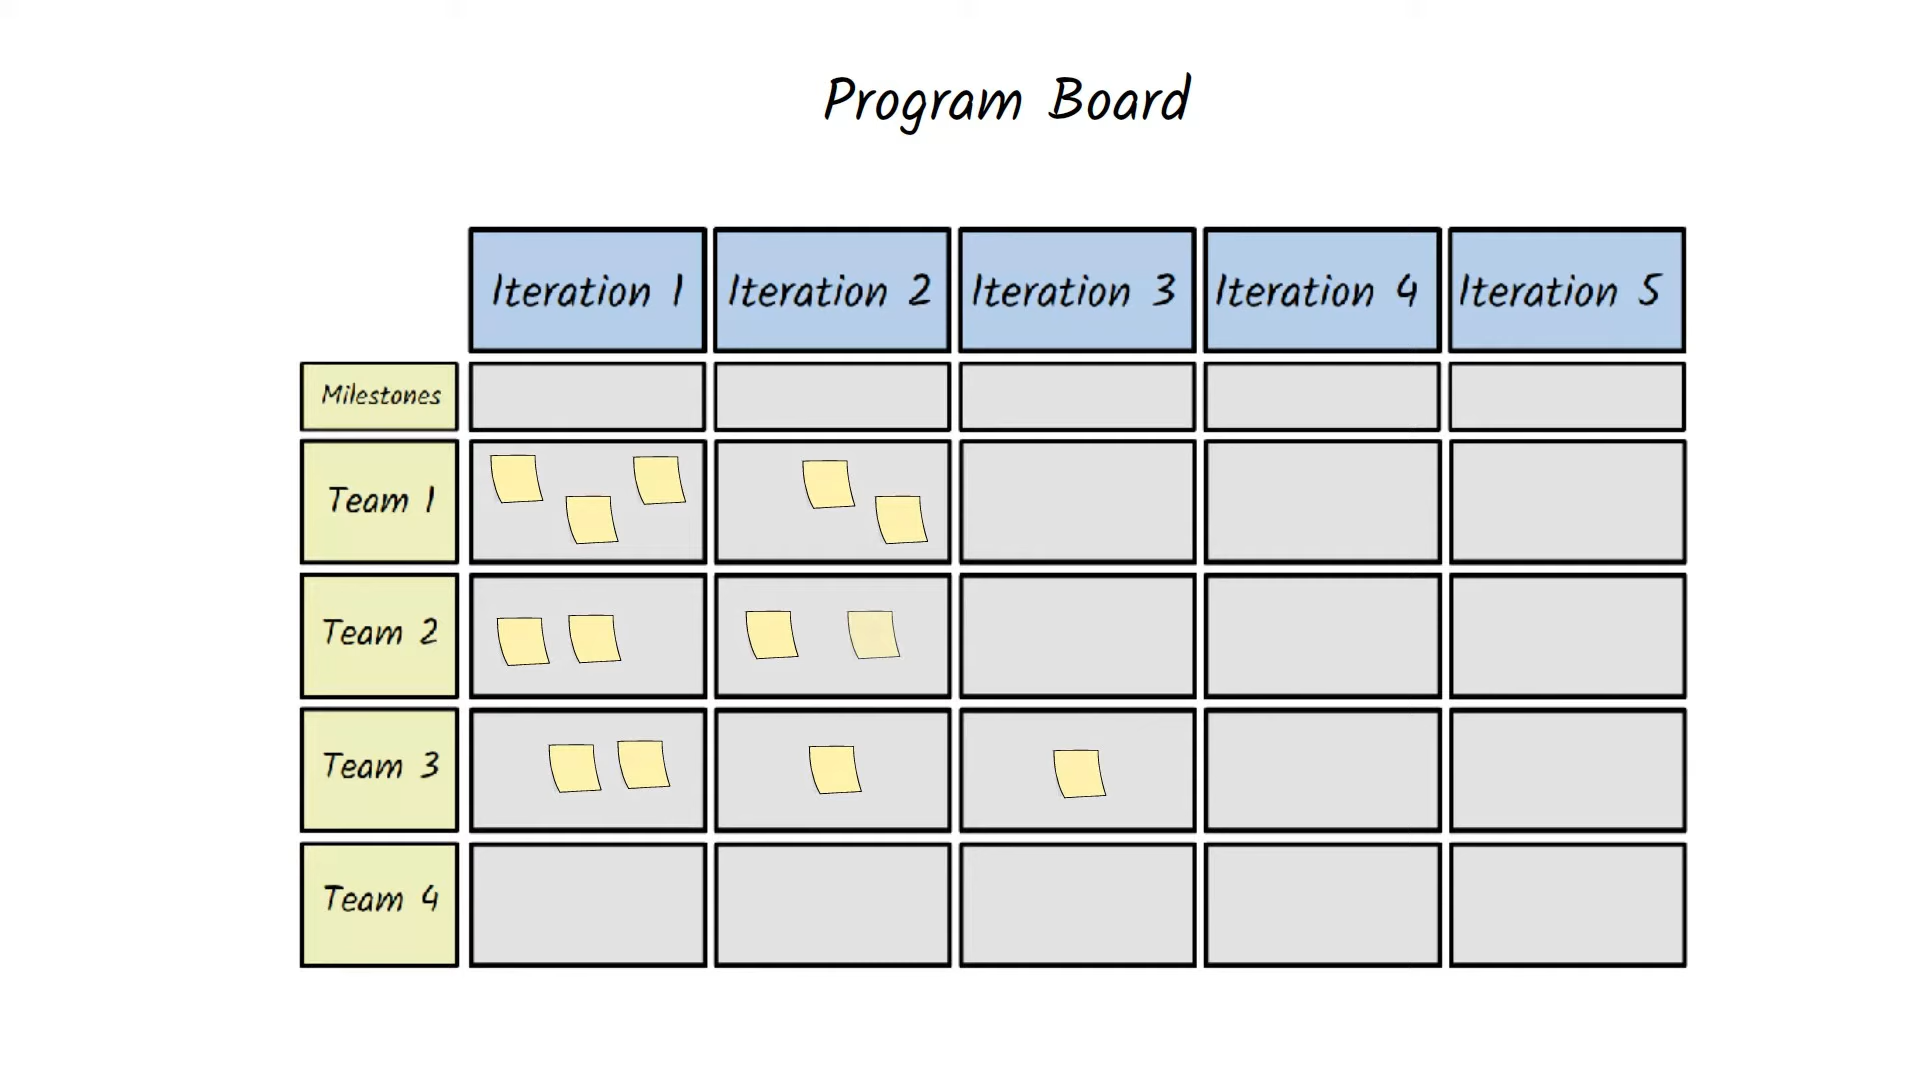 Program Board
Iteration 1 Iteration 2 Iteration 3 Iteration 4 Iteration 5
Milestones
Team 1
Team 2
Team 3
Team 4